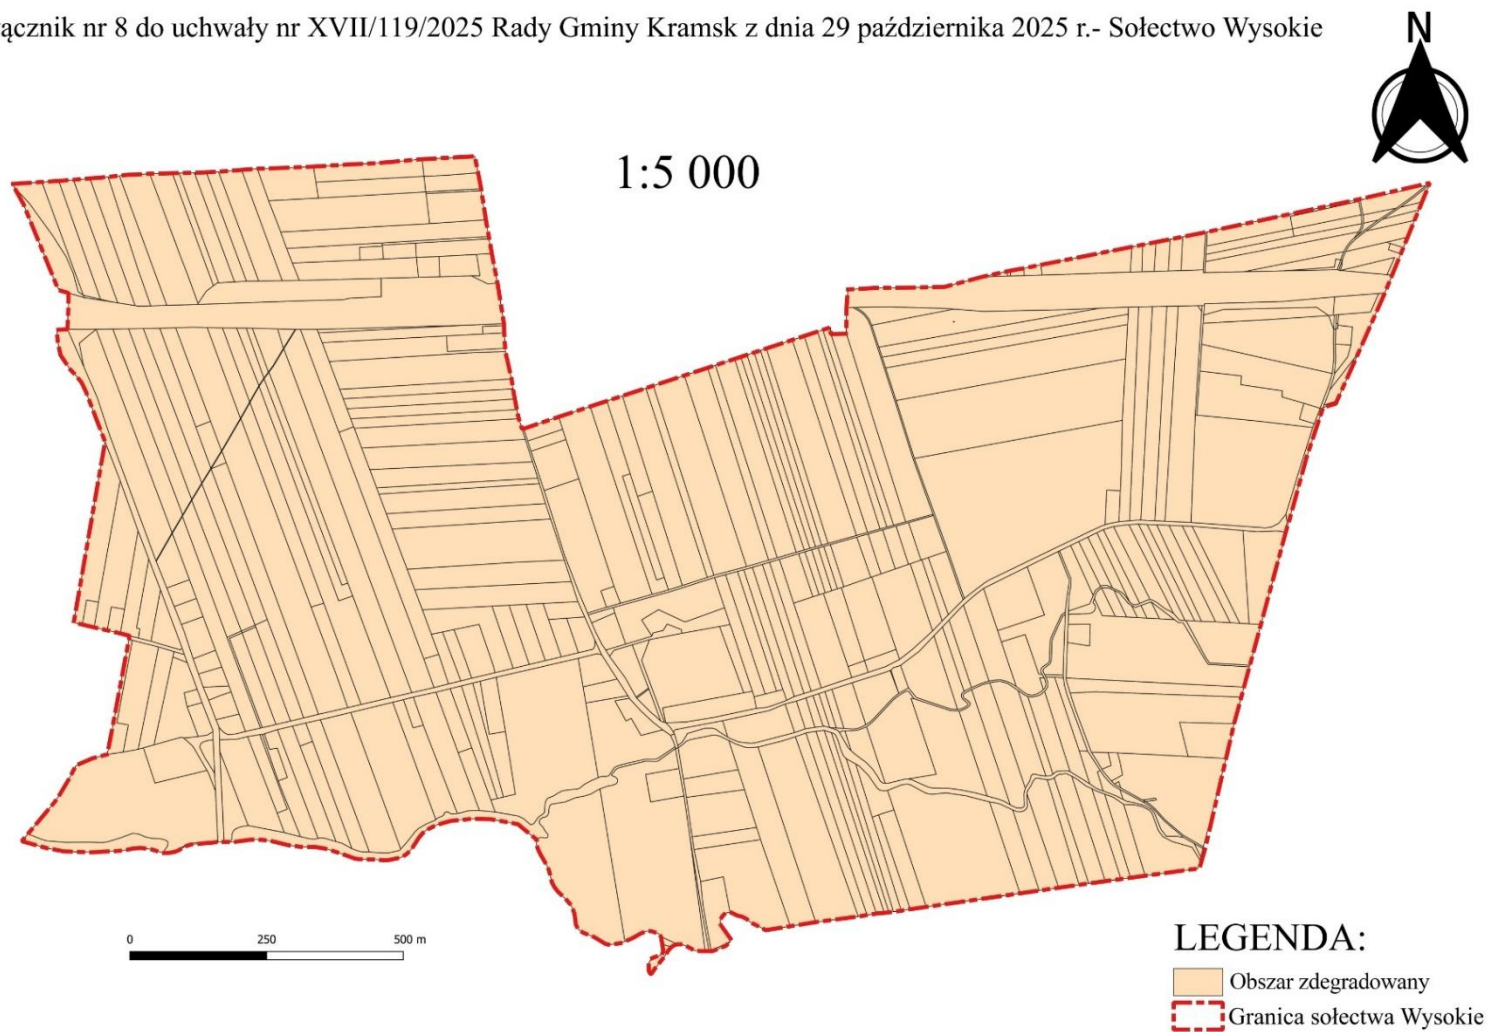 ącznik nr 8 do uchwały nr XVII/119/2025 Rady Gminy Kramsk z dnia 29 października 2025 r.- Sołectwo Wysokie
N
1:5 000
0 250 500 m
LEGENDA:
Obszar zdegradowany
Granica sołectwa Wysokie